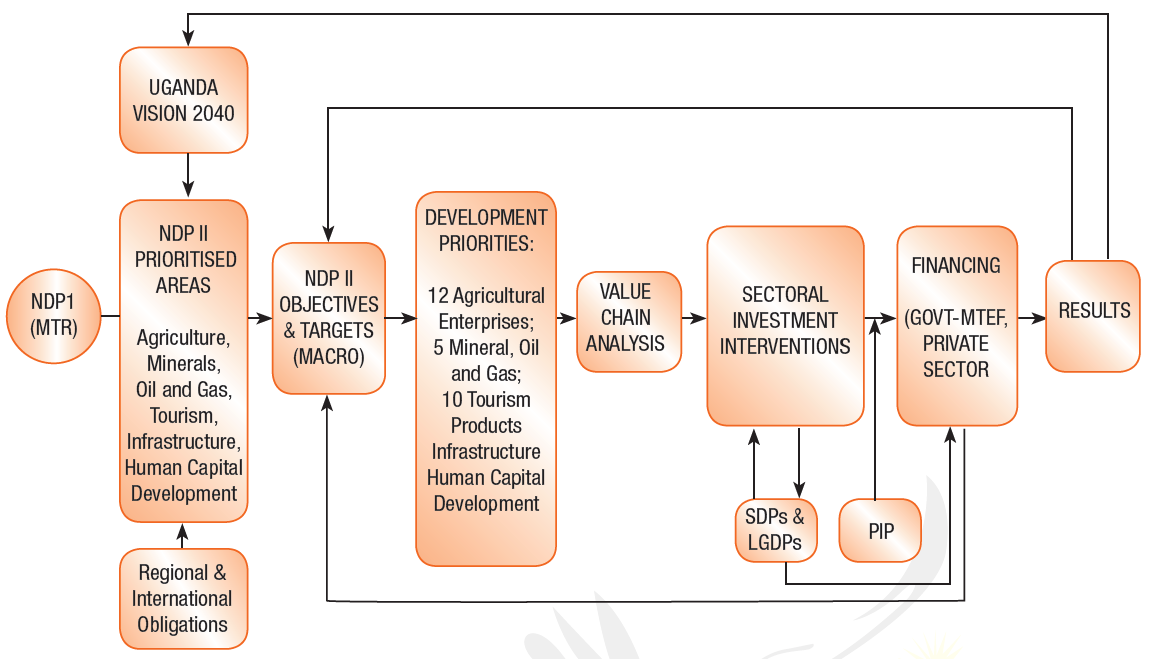 UGANDA
VISION 2040
NDP1
(MTR)
NDP II
PRIORITISED
AREAS
Agriculture,
Minerals,
Oil and Gas,
Tourism,
Infrastructure,
Human Capital
Development
Regional &
International
Obligations
NDP II
OBJECTIVES
& TARGETS
(MACRO)
DEVELOPMENT
PRIORITIES:
12 Agricultural
Enterprises;
5 Mineral, Oil
and Gas;
10 Tourism
Products
Infrastructure
Human Capital
Development
VALUE
CHAIN
ANALYSIS
SECTORAL
INVESTMENT
INTERVENTIONS
SDPs &
LGDPs
PIP
FINANCING
(GOVT-MTEF,
PRIVATE
SECTOR
RESULTS